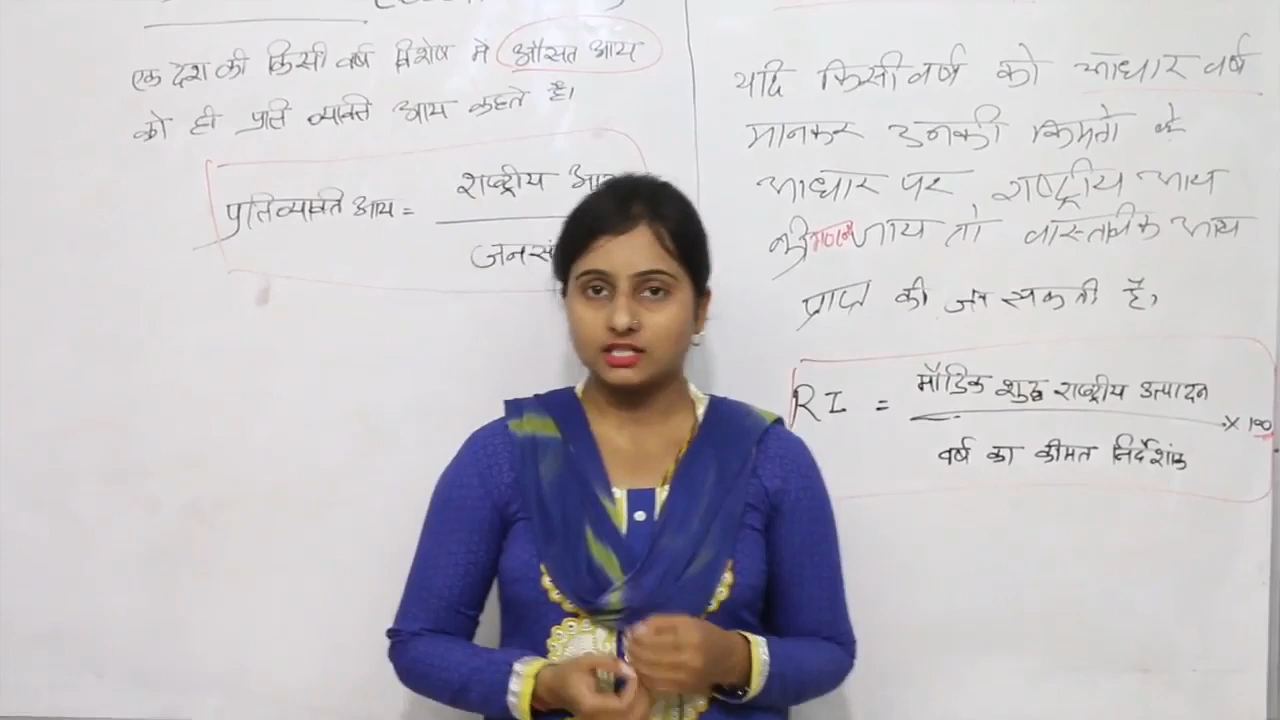 एक देश की किसी वर्ष विशेष में औसत आय
को ही प्रति व्यक्ति आय कहते है।
प्रतिव्यक्ति आय =
राष्ट्रीय
यदि किसी वर्ष को आधार वर्ष
मानकर उनकी किमतो के
आधार पर राष्ट्रीय आय
की गणना जाय तो वास्तविक आय
प्राप्त की जा सकती है,
RI = मौद्रिक शुद्ध राष्ट्रीय उत्पादन
× 100
वर्ष का कीमत निर्देशांक